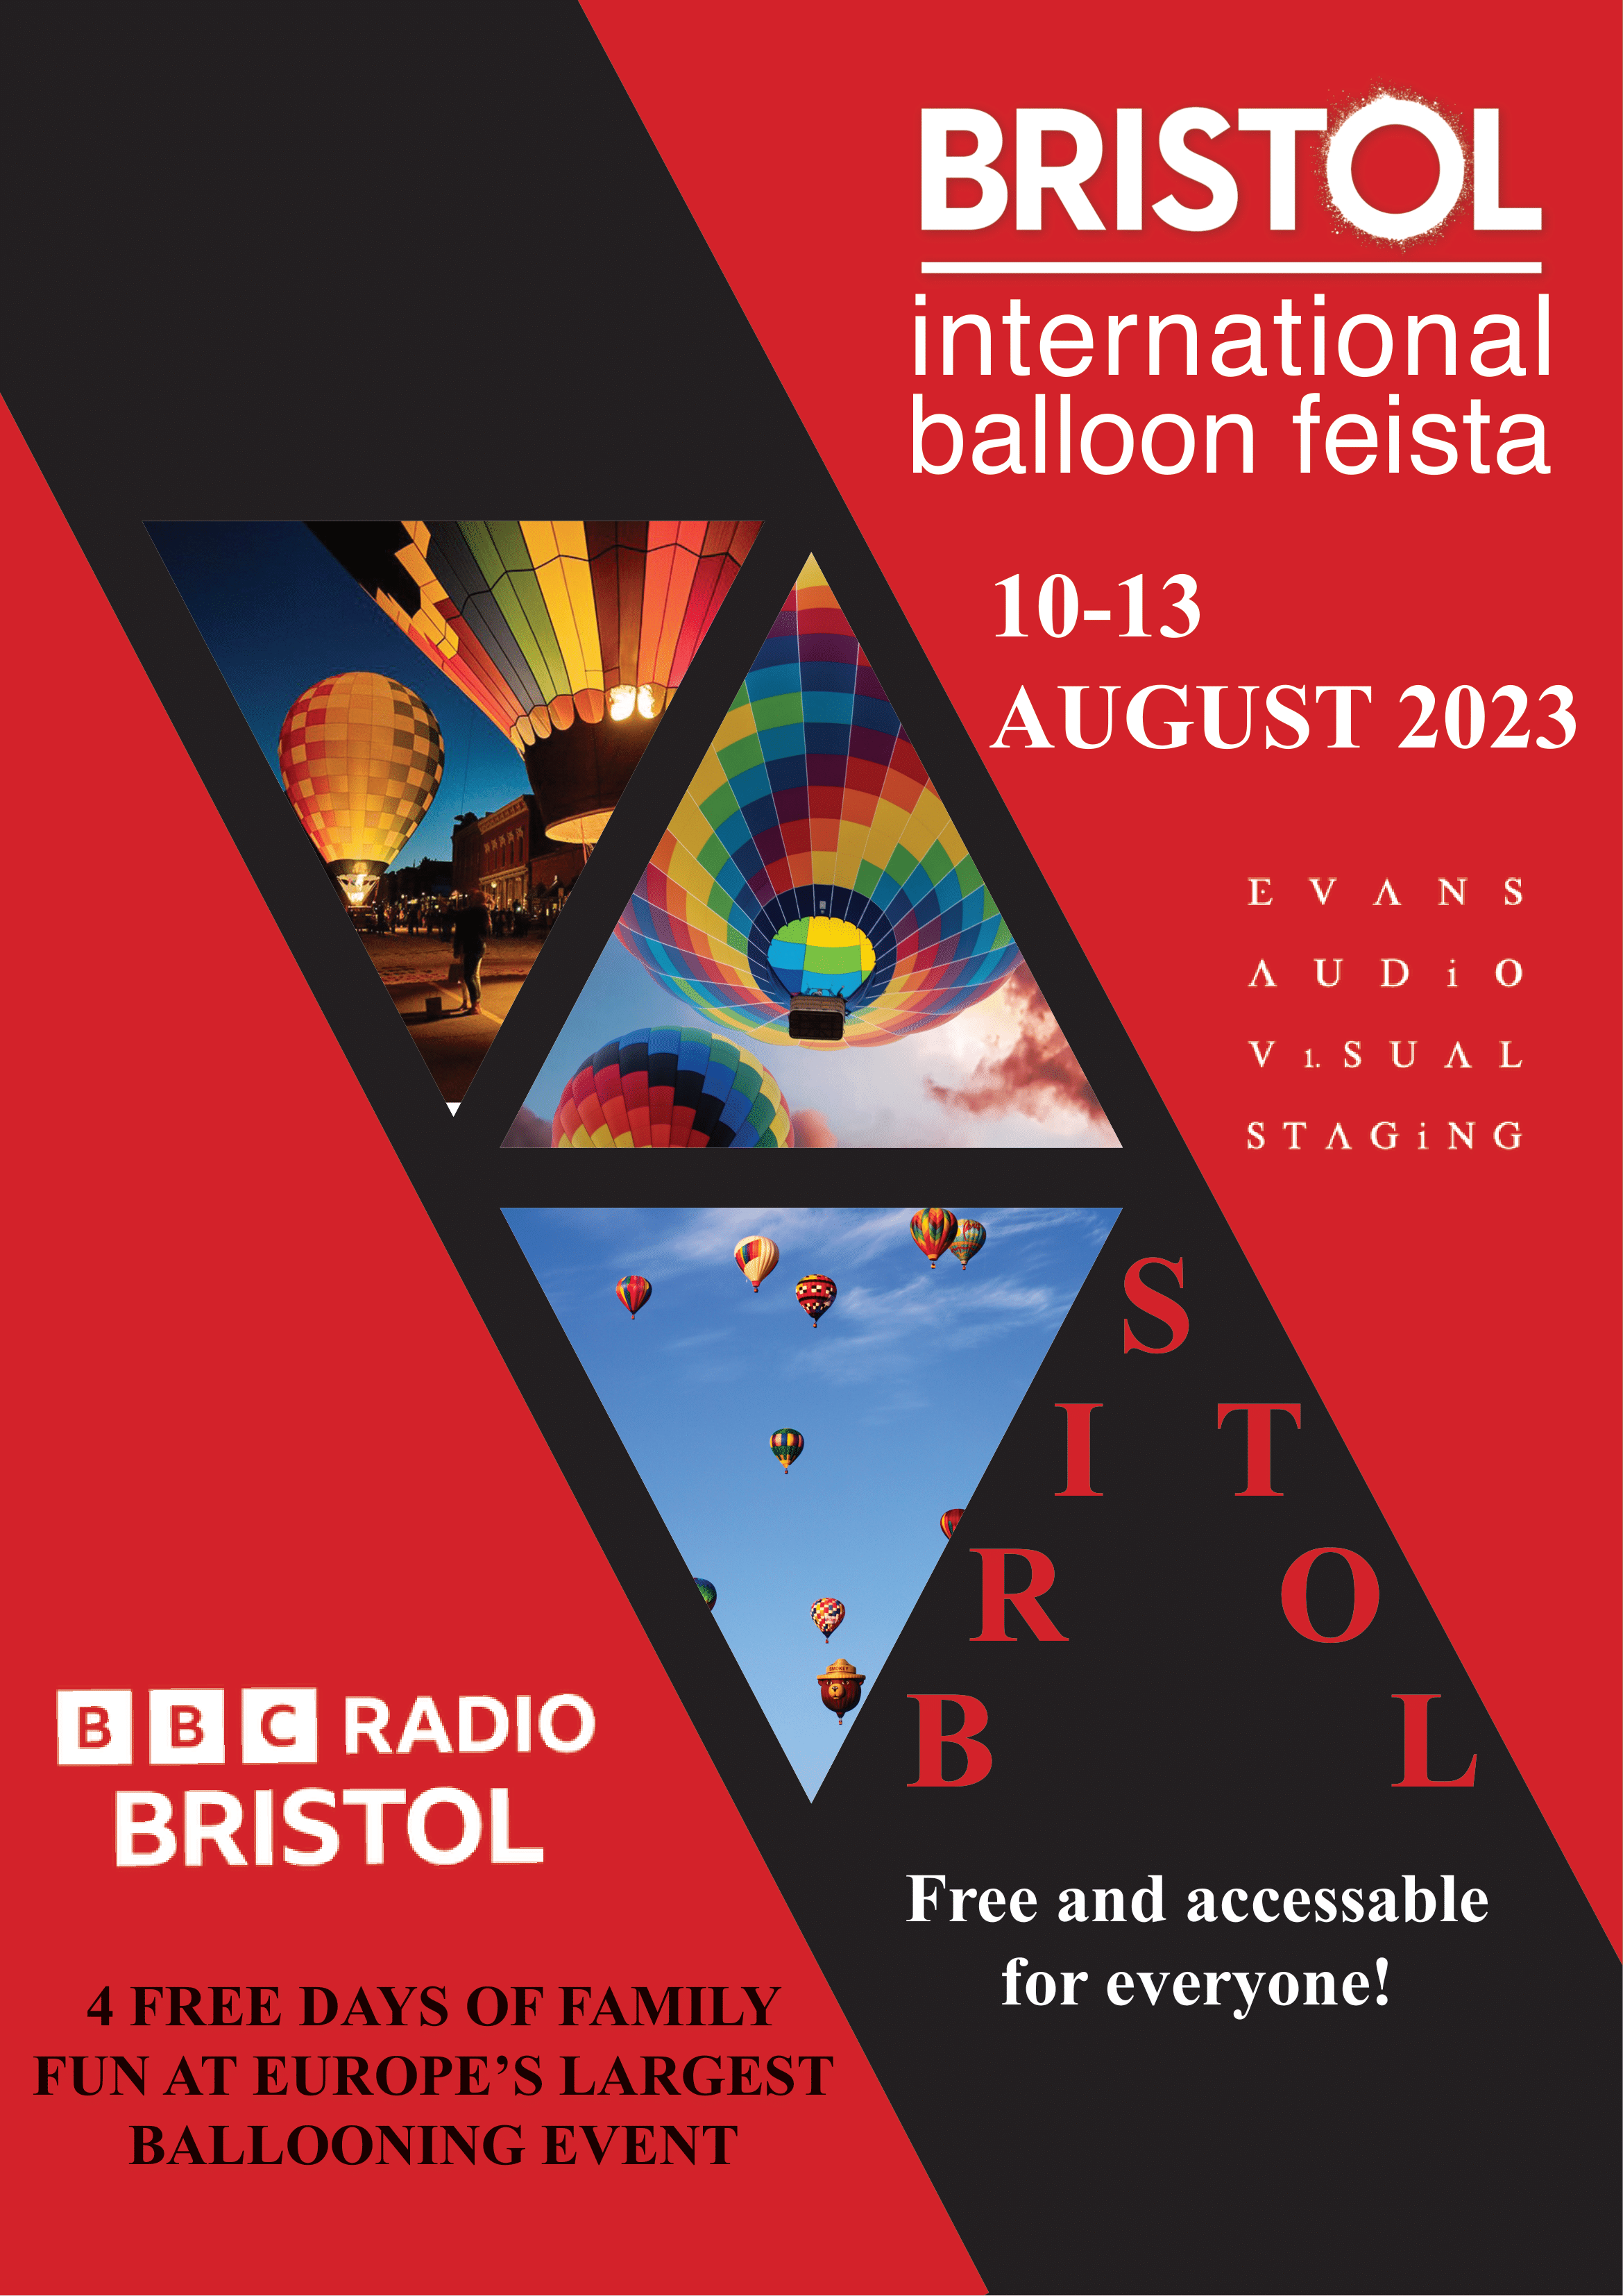 BRISTOL
international
balloon feista
10-13
AUGUST 2023
EVANS
AUDiO
Vi.SUAL
STAGiNG
S
I T
R O
B L
BBC RADIO
BRISTOL
Free and accessable
for everyone!
4 FREE DAYS OF FAMILY
FUN AT EUROPE’S LARGEST
BALLOONING EVENT